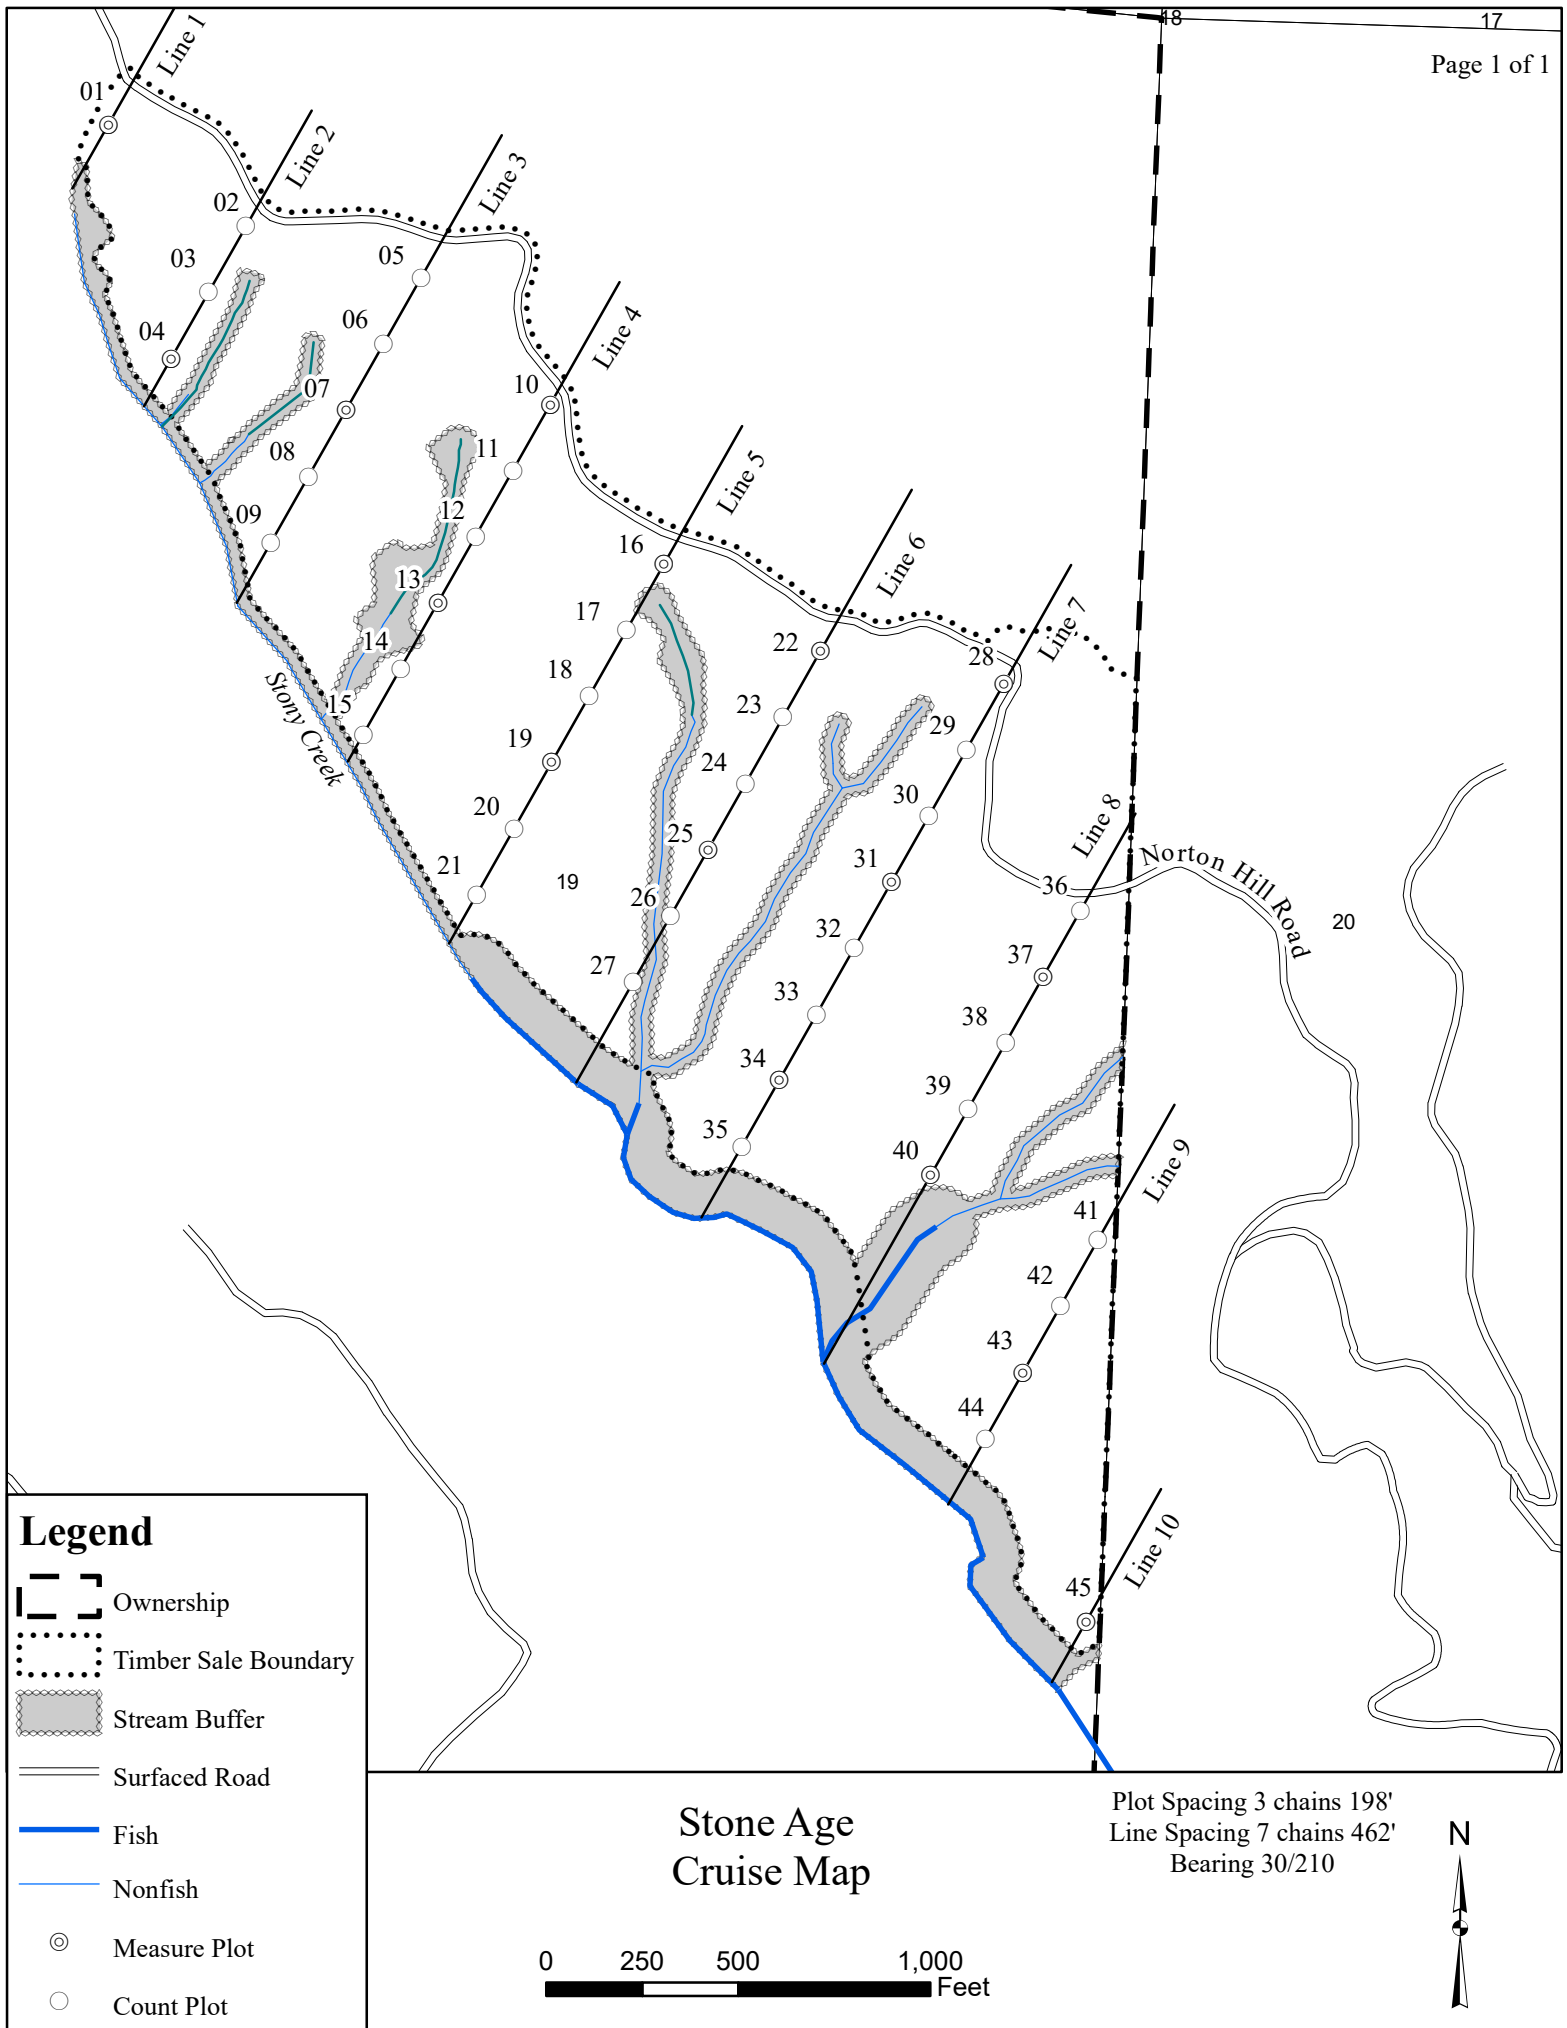 18
17
Page 1 of 1
Line 1
01
Line 2
02
Line 3
03
05
04
06
Line 4
07
10
08
11
09
12
Line 5
13
16
14
17
Line 6
15
18
22
28
Line 7
Stony Creek
19
23
29
20
24
30
Line 8
21
19
25
31
36
Norton Hill Road
26
32
20
27
33
37
34
38
35
39
40
Line 9
41
42
43
44
45
Line 10
Legend
Ownership
Timber Sale Boundary
Stream Buffer
Surfaced Road
Fish
Nonfish
Measure Plot
Count Plot
Stone Age
Cruise Map
Plot Spacing 3 chains 198'
Line Spacing 7 chains 462'
Bearing 30/210
N
0 250 500 1,000
Feet